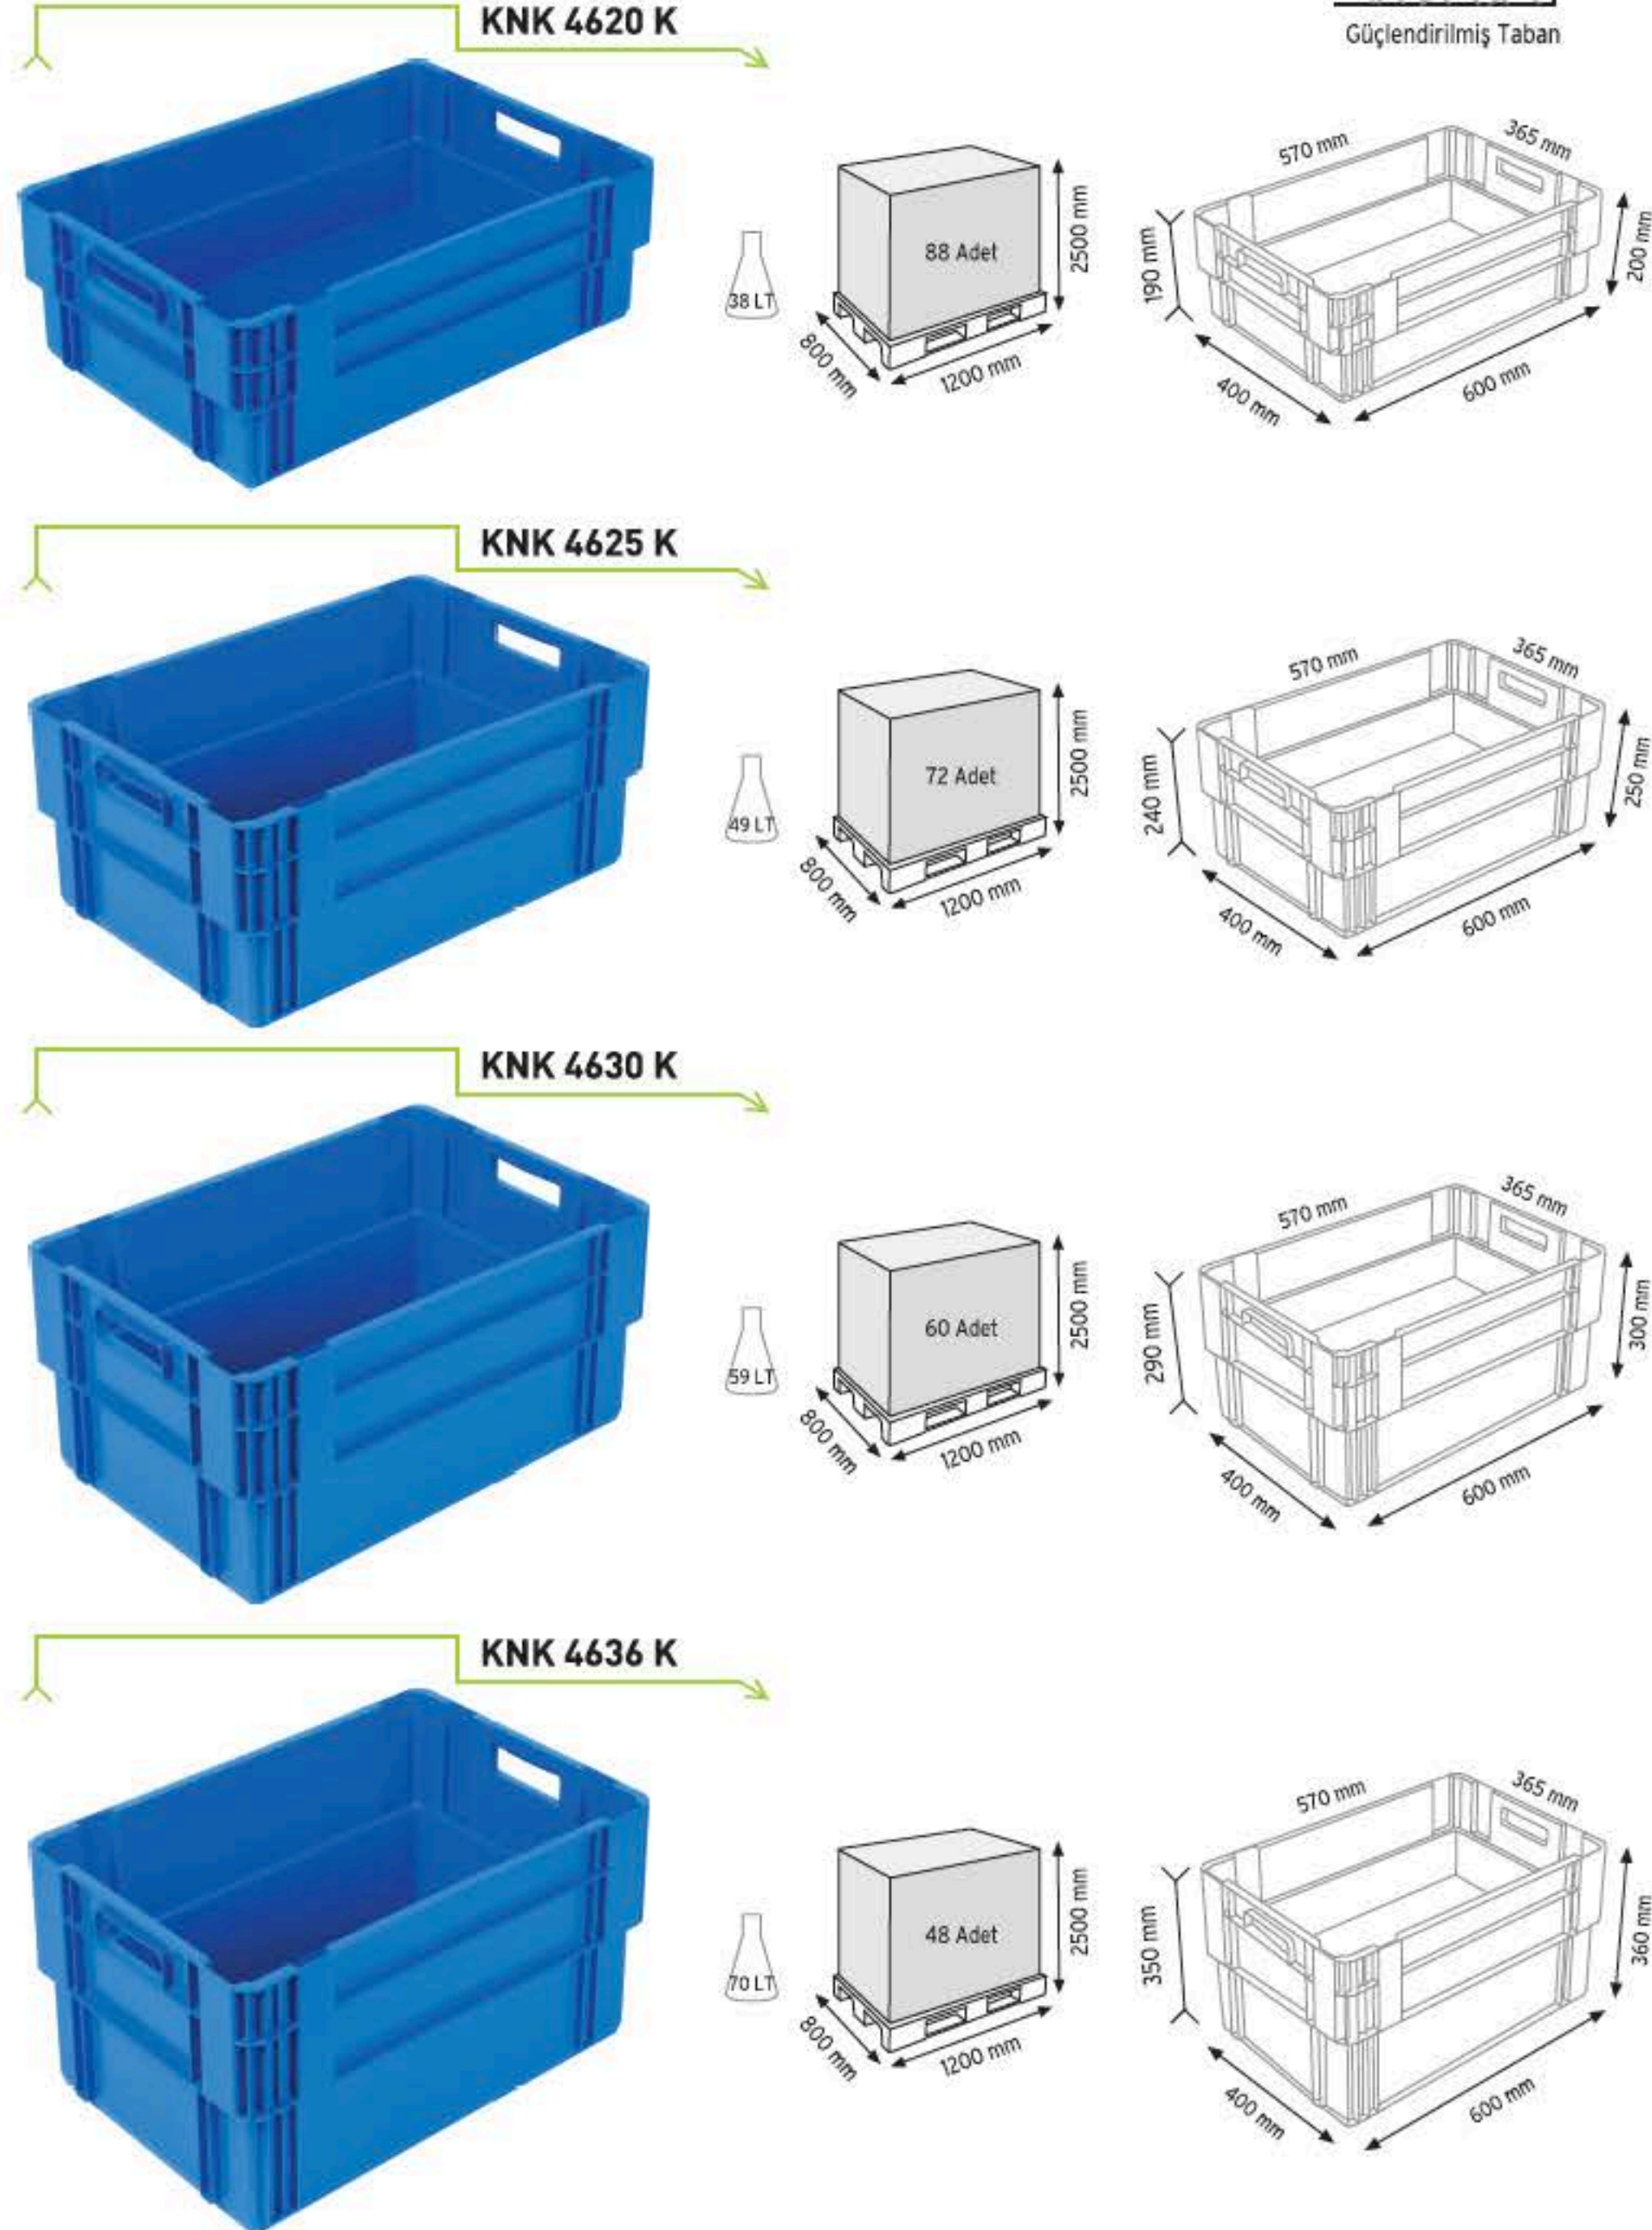 KNK 4620 K
Güçlendirilmiş Taban
38 LT
88 Adet
2500 mm
800 mm
1200 mm
570 mm
365 mm
190 mm
200 mm
400 mm
600 mm
KNK 4625 K
49 LT
72 Adet
2500 mm
800 mm
1200 mm
570 mm
365 mm
240 mm
250 mm
400 mm
600 mm
KNK 4630 K
59 LT
60 Adet
2500 mm
800 mm
1200 mm
570 mm
365 mm
290 mm
300 mm
400 mm
600 mm
KNK 4636 K
70 LT
48 Adet
2500 mm
800 mm
1200 mm
570 mm
365 mm
350 mm
360 mm
400 mm
600 mm